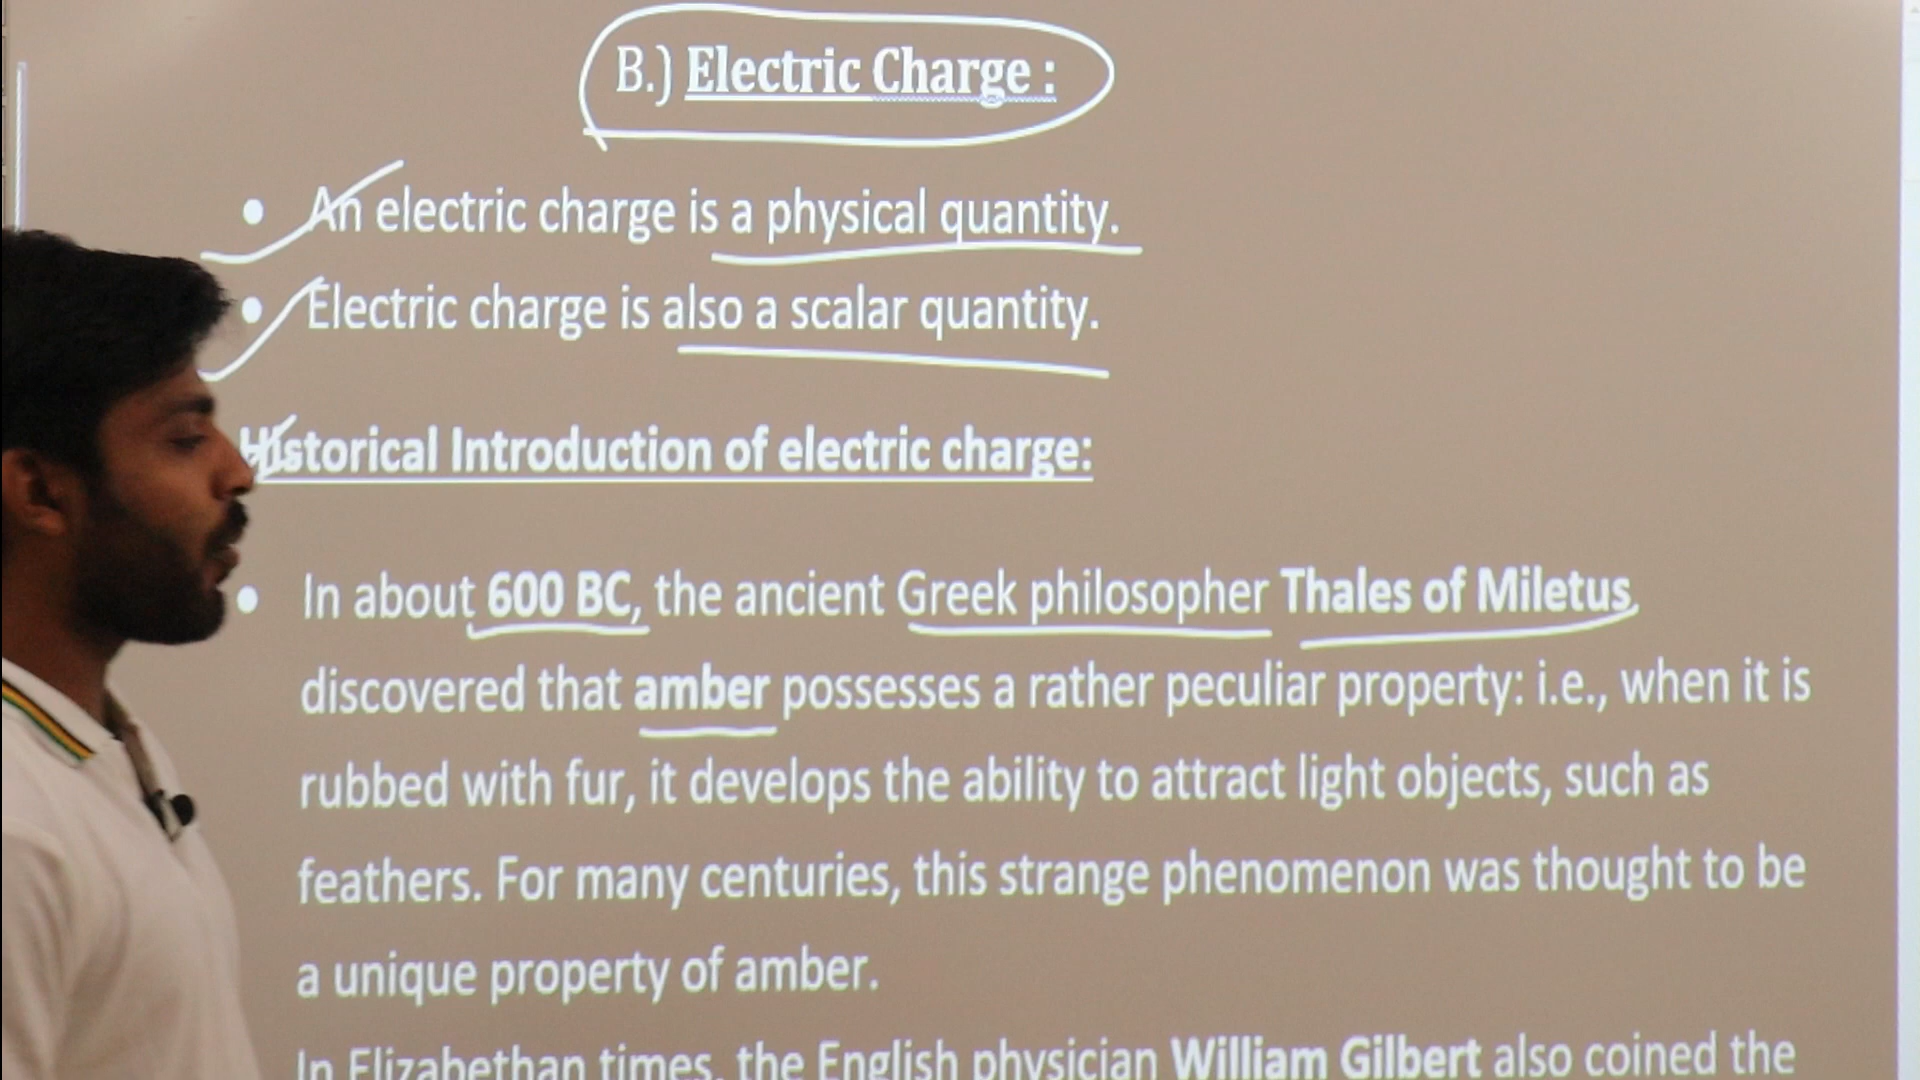 B.) Electric Charge :
• An electric charge is a physical quantity.
• Electric charge is also a scalar quantity.
Historical Introduction of electric charge:
• In about 600 BC, the ancient Greek philosopher Thales of Miletus,
discovered that amber possesses a rather peculiar property: i.e., when it is
rubbed with fur, it develops the ability to attract light objects, such as
feathers. For many centuries, this strange phenomenon was thought to be
a unique property of amber.
In Elizabethan times, the English physician William Gilbert also coined the